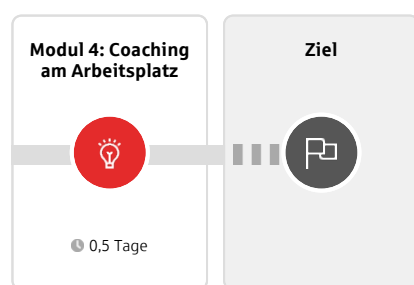 Modul 4: Coaching
am Arbeitsplatz
0,5 Tage
Ziel